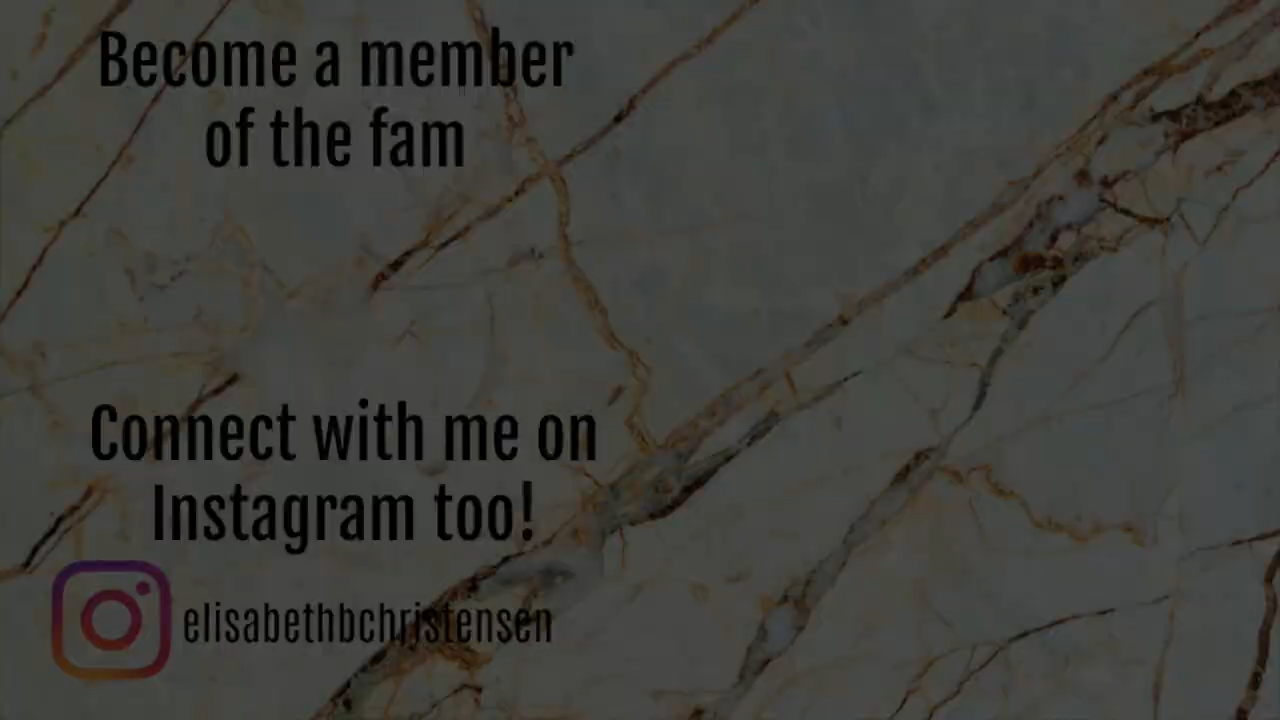 Become a member
of the fam
Connect with me on
Instagram too!
elisabethbchristensen